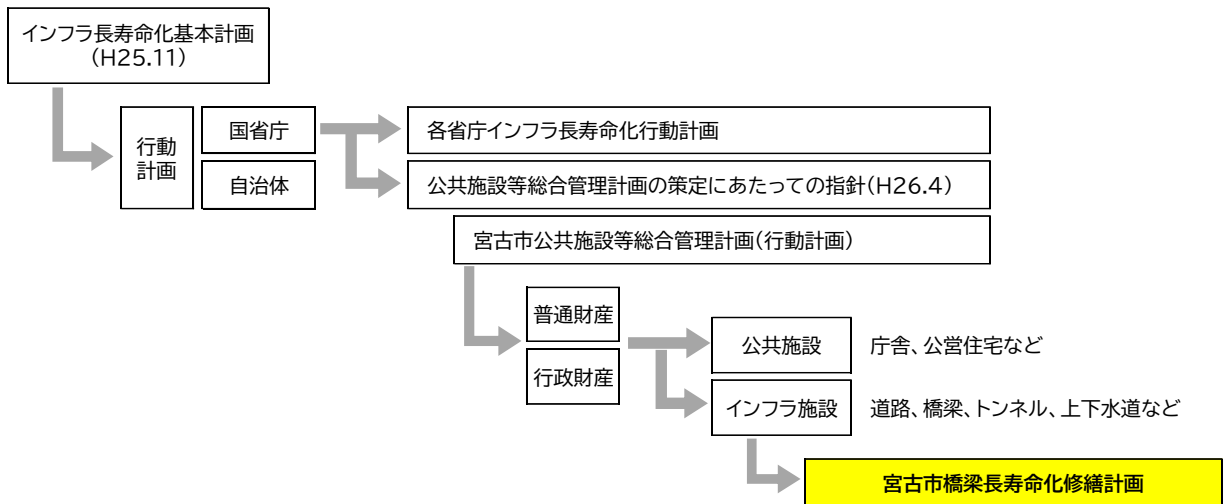 インフラ長寿命化基本計画
(H25.11)
行動
計画
国省庁
各省庁インフラ長寿命化行動計画
自治体
公共施設等総合管理計画の策定にあたっての指針(H26.4)
宮古市公共施設等総合管理計画(行動計画)
普通財産
行政財産
公共施設
庁舎、公営住宅など
インフラ施設
道路、橋梁、トンネル、上下水道など
宮古市橋梁長寿命化修繕計画